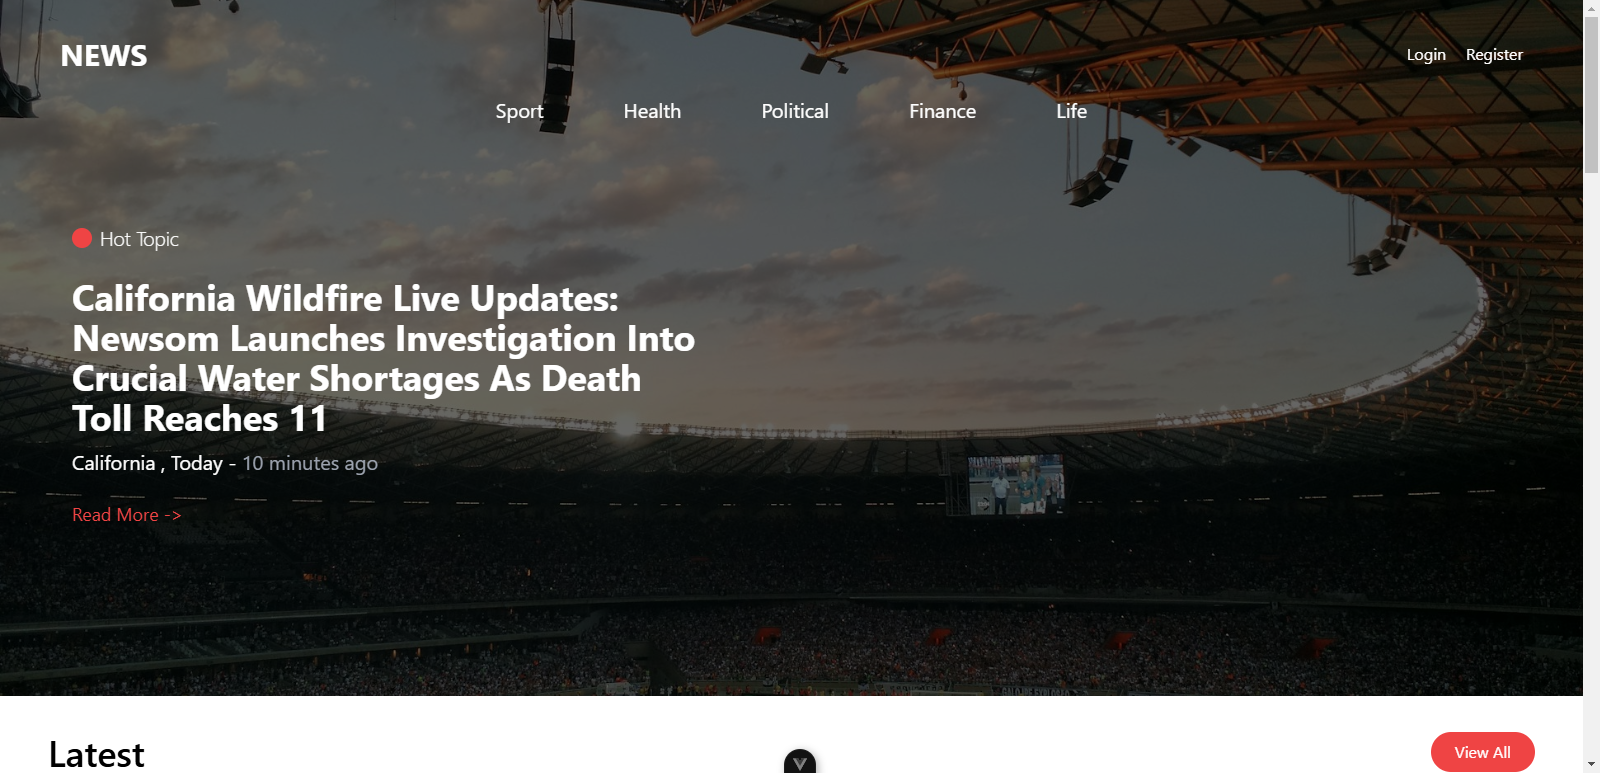 NEWS
Login Register
Sport Health Political Finance Life
Hot Topic
California Wildfire Live Updates:
Newsom Launches Investigation Into
Crucial Water Shortages As Death
Toll Reaches 11
California , Today - 10 minutes ago
Read More ->
Latest
View All